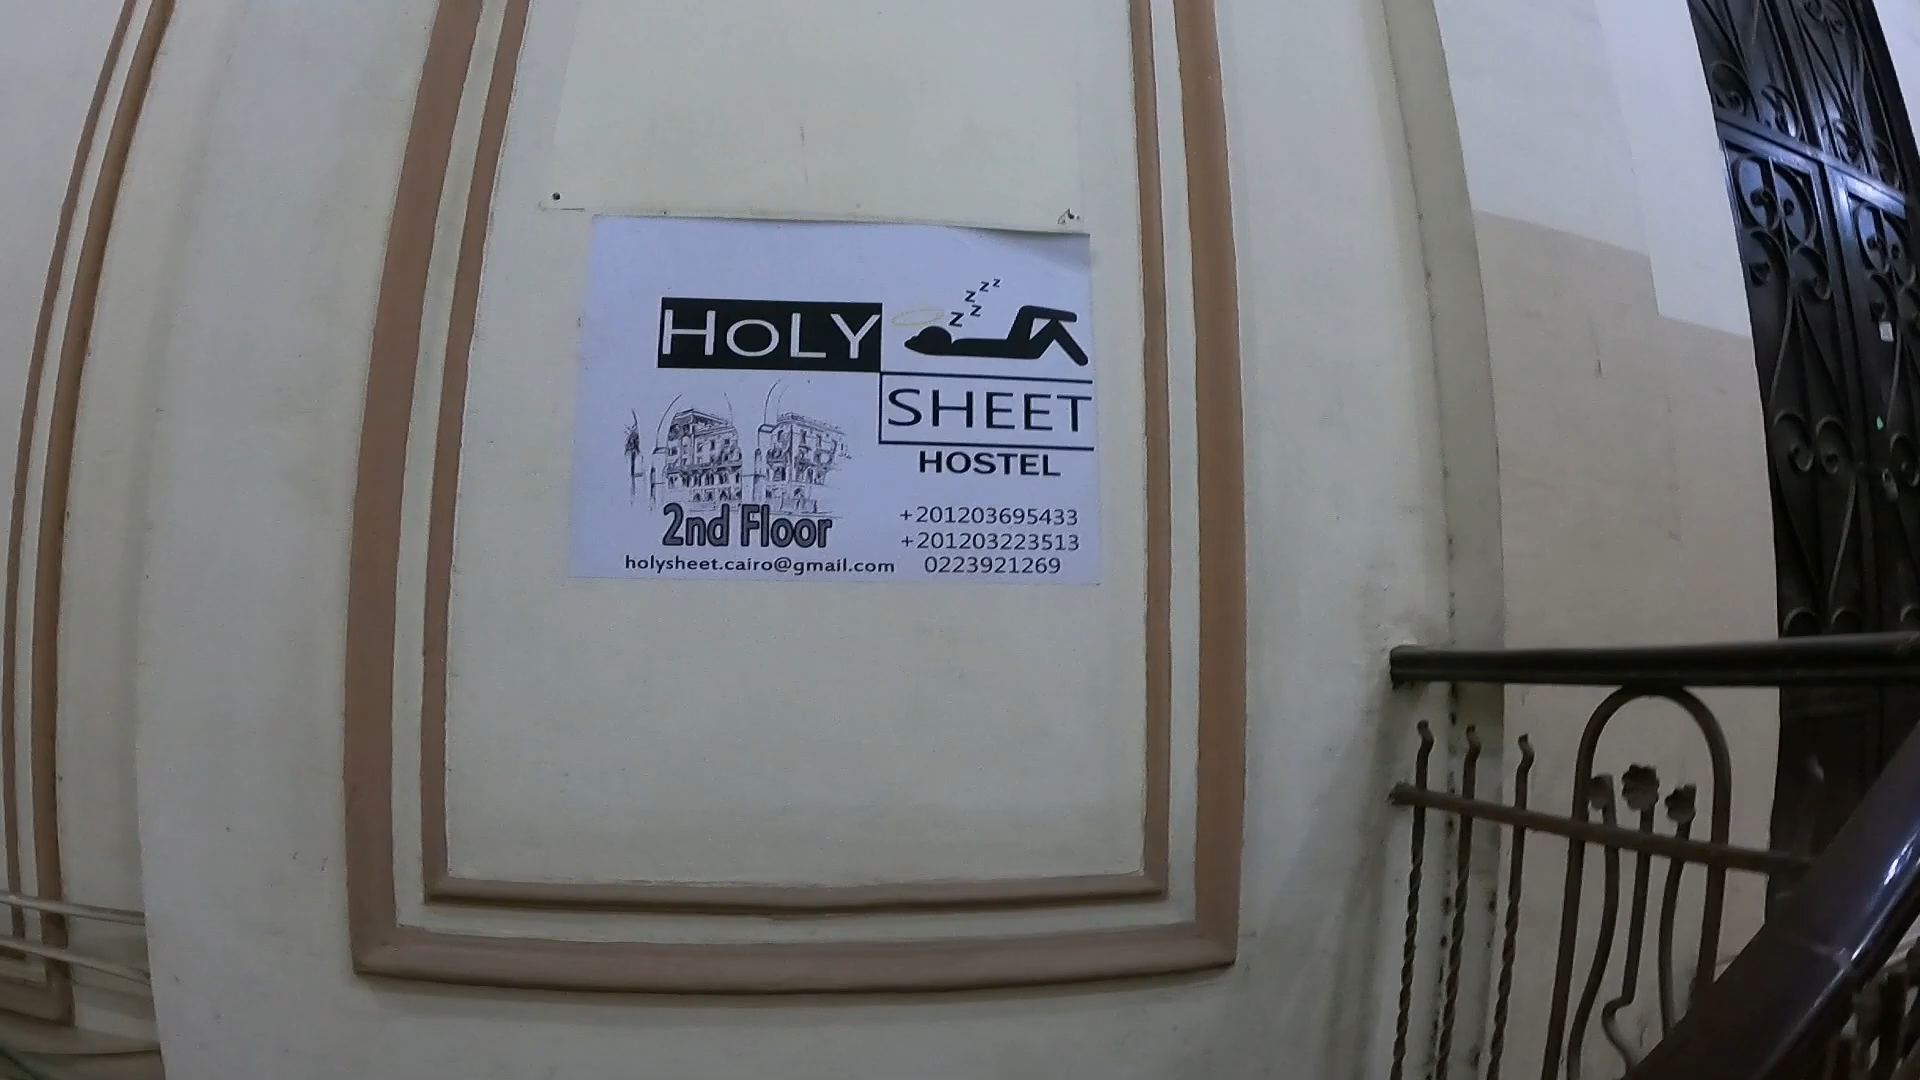 HOLY
z z z z z
SHEET
HOSTEL
2nd Floor
holysheet.cairo@gmail.com
+201203695433
+201203223513
0223921269